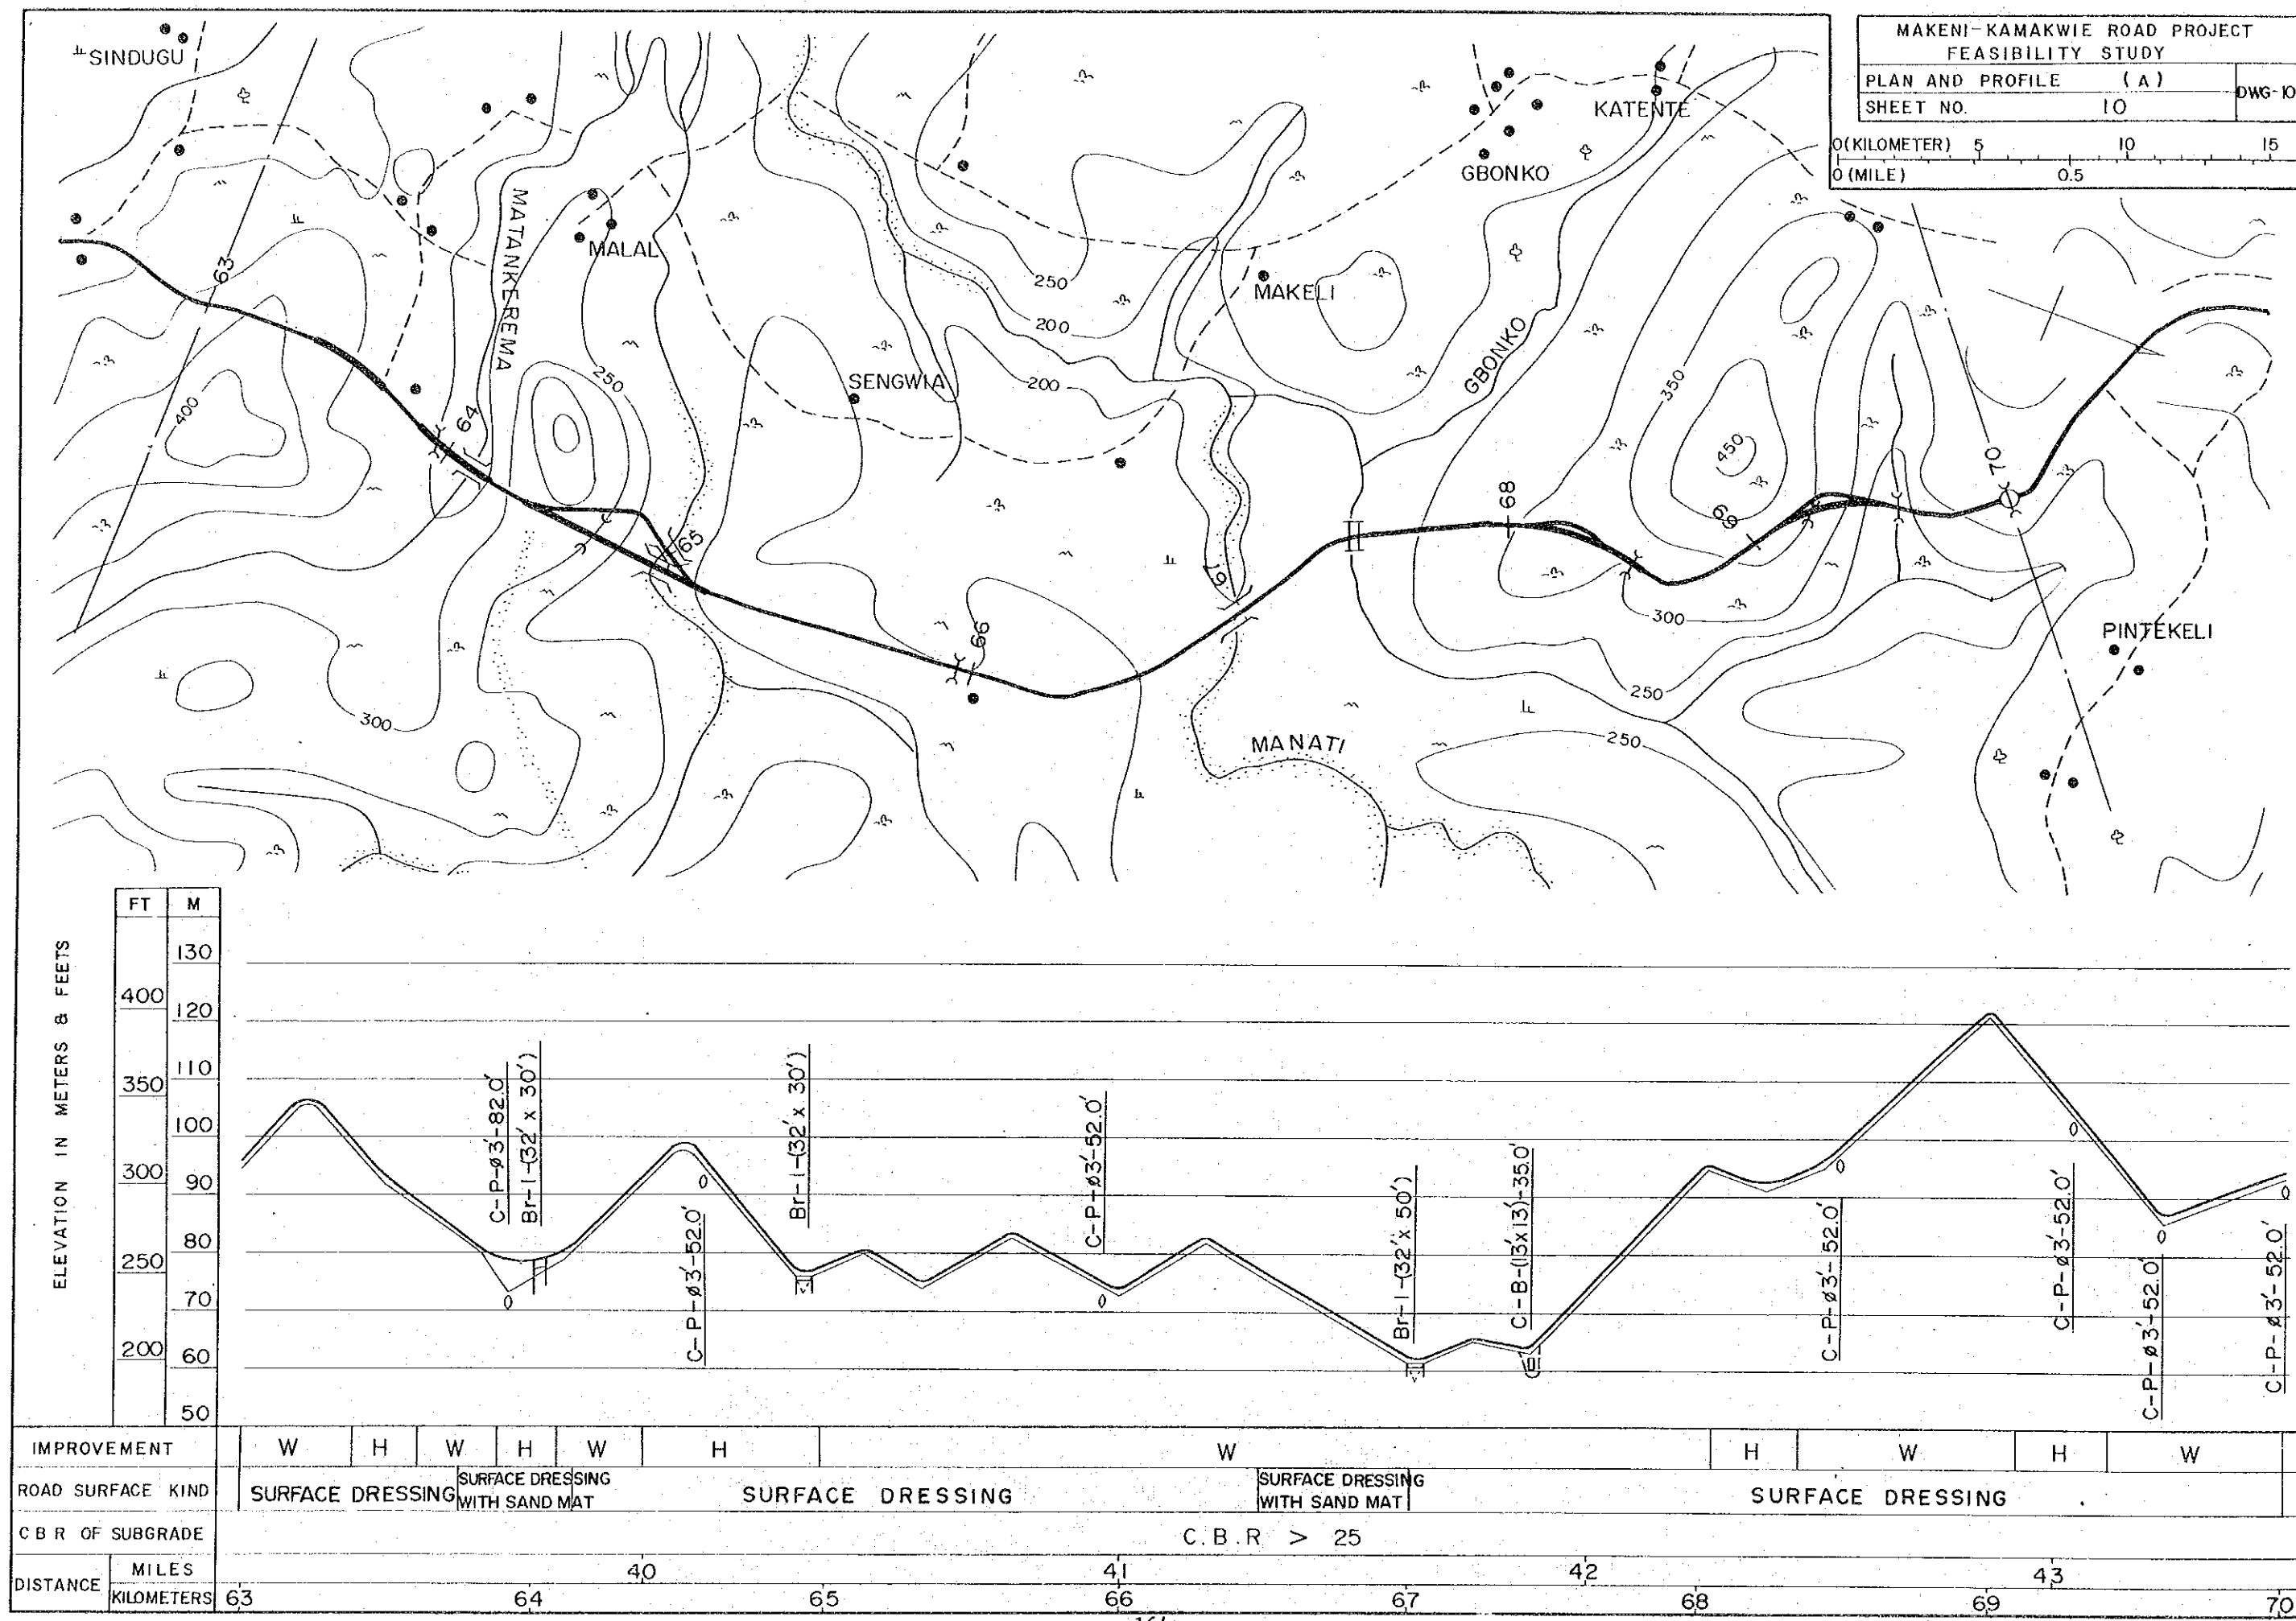 MAKENI-KAMAKWIE ROAD PROJECT
FEASIBILITY STUDY
PLAN AND PROFILE (A)
SHEET NO. 10
DWG-10
0(KILOMETER) 5 10 15
0(MILE) 0.5
SINDUGU
KATENTE
GBONKO
MATANKEREMA
MALAL
MAKELI
GBONKO
SENGWIA
PINTEKELI
MANATI
63
64
65
66
67
68
69
70
250
200
200
250
400
300
350
450
300
250
250
FT M
ELEVATION IN METERS & FEETS
130
400
120
350
110
100
300
90
250
80
70
200
60
50
C-P-ø3'-82.0'
Br-1-(32' x 30')
C-P-ø3'-52.0'
Br-1-(32' x 30')
C-P-ø3'-52.0'
Br-1-(32' x 50')
C-B-(13'x13')-35.0'
C-P-ø3'-52.0'
C-P-ø3'-52.0'
C-P-ø3'-52.0'
C-P-ø3'-52.0'
IMPROVEMENT W H W H W H W H W H W
ROAD SURFACE KIND SURFACE DRESSING SURFACE DRESSING WITH SAND MAT SURFACE DRESSING SURFACE DRESSING WITH SAND MAT SURFACE DRESSING
C B R OF SUBGRADE C.B.R > 25
DISTANCE MILES 40 41 42 43
KILOMETERS 63 64 65 66 67 68 69 70